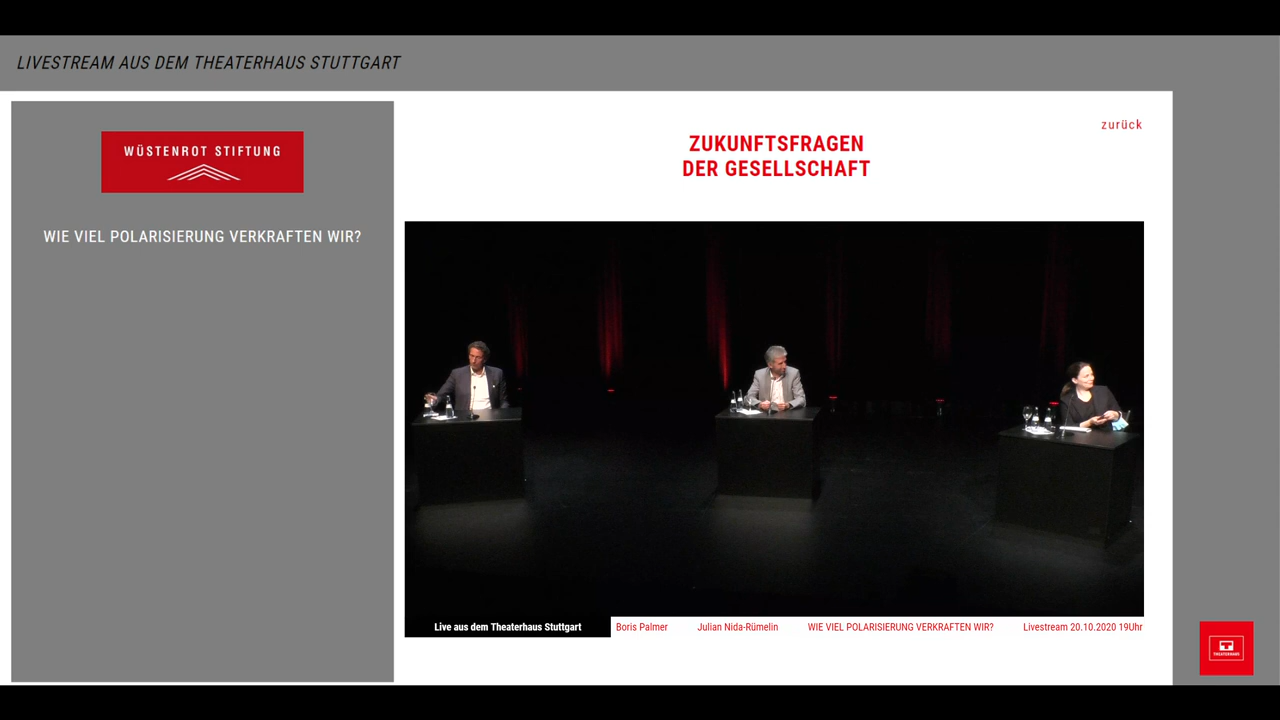 LIVESTREAM AUS DEM THEATERHAUS STUTTGART
WÜSTENROT STIFTUNG
WIE VIEL POLARISIERUNG VERKRAFTEN WIR?
zurück
ZUKUNFTSFRAGEN
DER GESELLSCHAFT
Live aus dem Theaterhaus Stuttgart Boris Palmer Julian Nida-Rümelin WIE VIEL POLARISIERUNG VERKRAFTEN WIR? Livestream 20.10.2020 19Uhr
THEATERHAUS